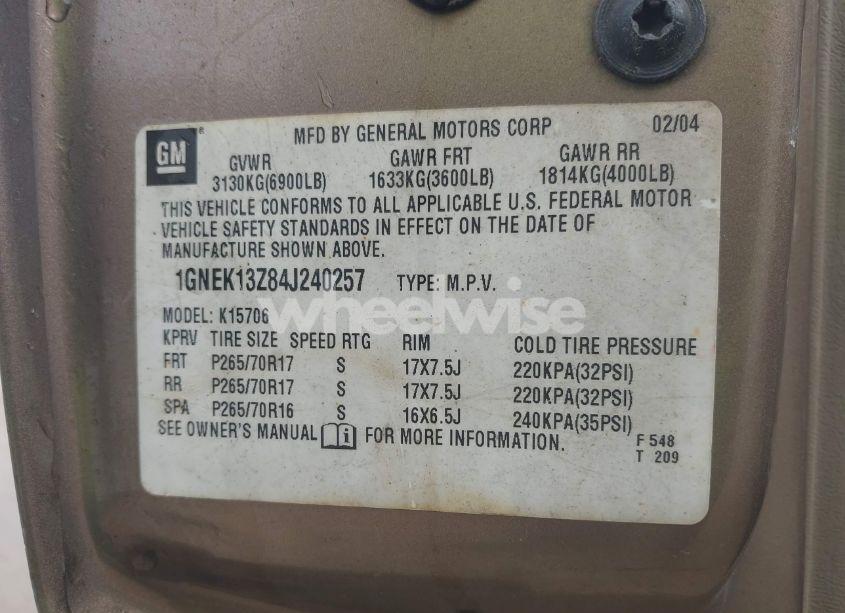 GM ® MFD BY GENERAL MOTORS CORP 02/04
GVWR GAWR FRT GAWR RR
3130KG(6900LB) 1633KG(3600LB) 1814KG(4000LB)
THIS VEHICLE CONFORMS TO ALL APPLICABLE U.S. FEDERAL MOTOR
VEHICLE SAFETY STANDARDS IN EFFECT ON THE DATE OF
MANUFACTURE SHOWN ABOVE.
1GNEK13Z84J240257 TYPE: M.P.V.
wheelwise
MODEL: K15706
KPRV TIRE SIZE SPEED RTG RIM COLD TIRE PRESSURE
FRT P265/70R17 S 17X7.5J 220KPA(32PSI)
RR P265/70R17 S 17X7.5J 220KPA(32PSI)
SPA P265/70R16 S 16X6.5J 240KPA(35PSI)
SEE OWNER'S MANUAL i FOR MORE INFORMATION.
F 548
T 209